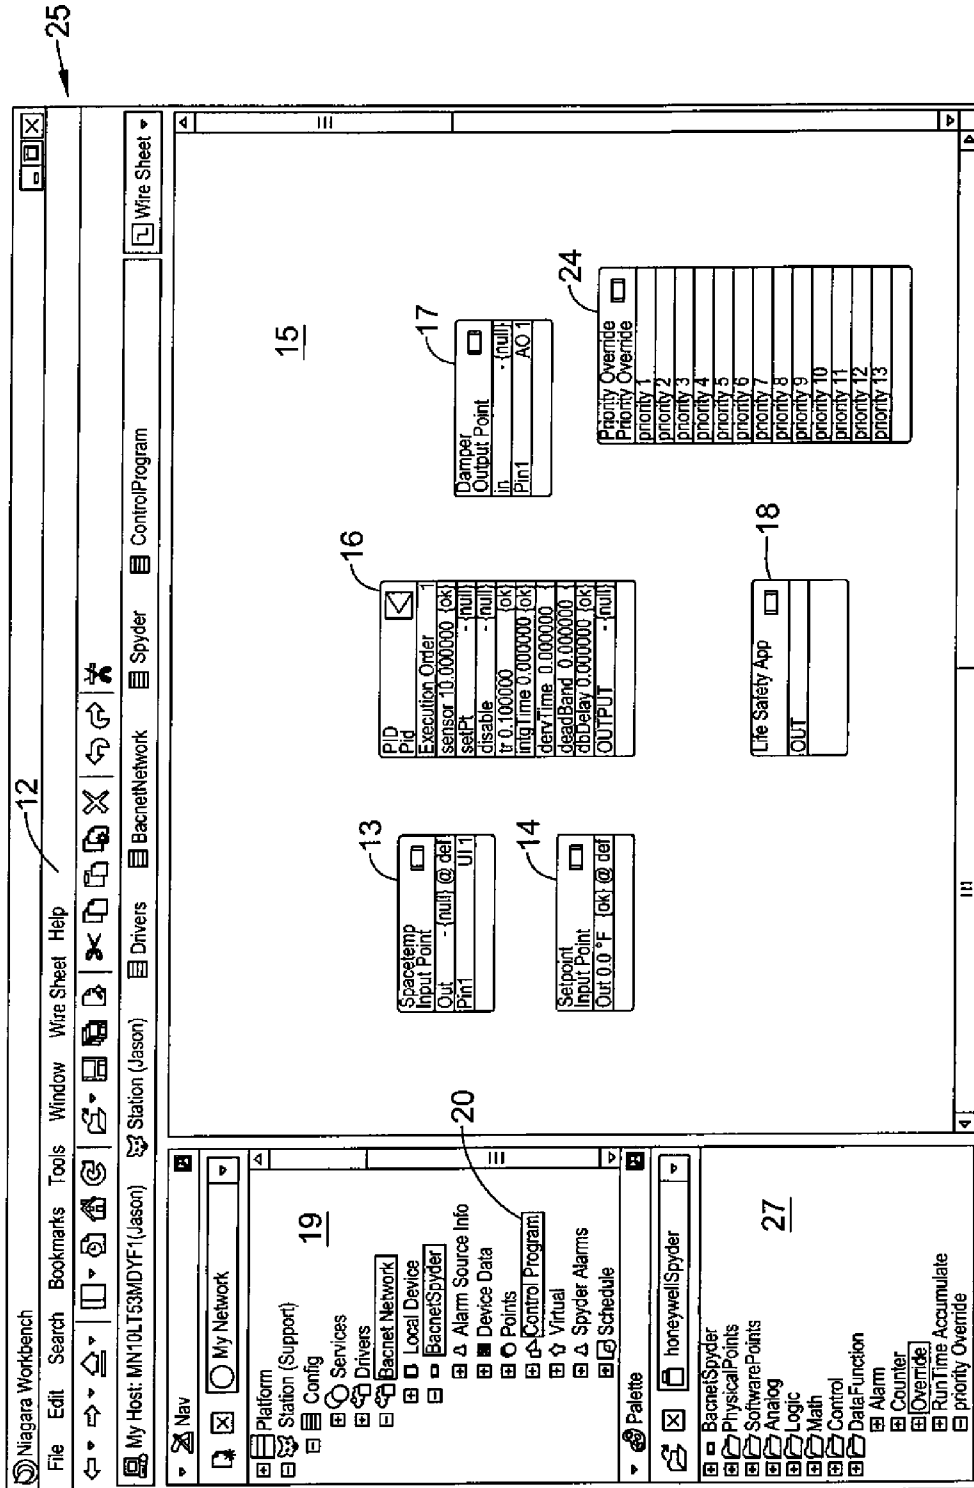 25
Niagara Workbench
12
File Edit Search Bookmarks Tools Window Wire Sheet Help
My Host: MN10LT53MDYF1(Jason) Station (Jason) Drivers BacnetNetwork Spyder ControlProgram Wire Sheet
Nav
My Network
19
Platform
Station (Support)
Config
Services
Drivers
Bacnet Network
Local Device
BacnetSpyder
Alarm Source Info
Device Data
Points
Control Program
Virtual
Spyder Alarms
Schedule
20
Palette
honeywellSpyder
27
BacnetSpyder
PhysicalPoints
SoftwarePoints
Analog
Logic
Math
Control
DataFunction
Alarm
Counter
Override
RunTime Accumulate
priority Override
15
13
Spacetemp
Input Point
Out - {null} @ def
Pin1 UI 1
14
Setpoint
Input Point
Out 0.0 °F {ok} @ def
16
PID
Pid
Execution Order 1
sensor 10.000000 {ok}
setPt - {null}
disable - {null}
tr 0.100000 {ok}
intgTime 0.000000 {ok}
dervTime 0.000000
deadBand 0.000000
dbDelay 0.000000 {ok}
OUTPUT - {null}
17
Damper
Output Point
in - {null}
Pin1 AO 1
18
Life Safety App
OUT
24
Priority Override
Priority Override
priority 1
priority 2
priority 3
priority 4
priority 5
priority 6
priority 7
priority 8
priority 9
priority 10
priority 11
priority 12
priority 13